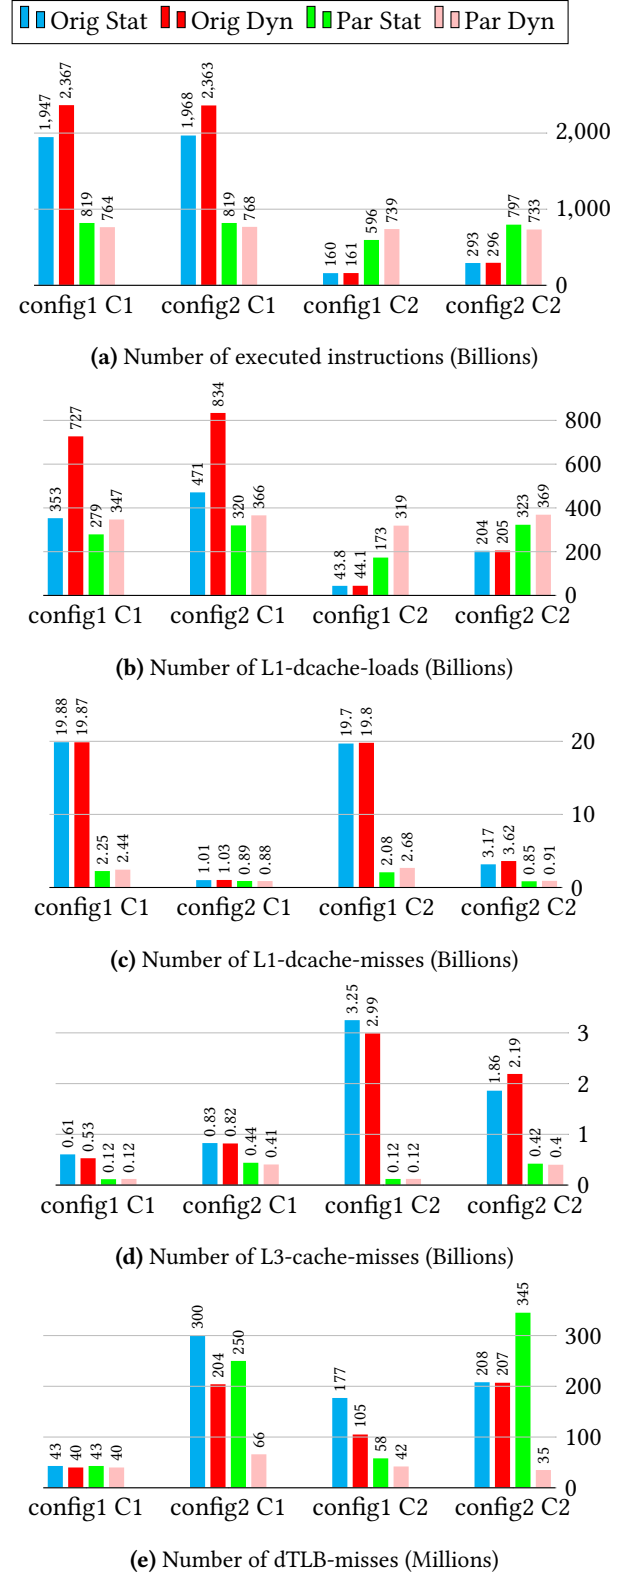 Orig Stat Orig Dyn Par Stat Par Dyn
1,947 2,367 819 764 1,968 2,363 819 768 160 161 596 739 293 296 797 733
2,000
1,000
0
config1 C1 config2 C1 config1 C2 config2 C2
(a) Number of executed instructions (Billions)
353 727 279 347 471 834 320 366 43.8 44.1 173 319 204 205 323 369
800
600
400
200
0
config1 C1 config2 C1 config1 C2 config2 C2
(b) Number of L1-dcache-loads (Billions)
19.88 19.87 2.25 2.44 1.01 1.03 0.89 0.88 19.7 19.8 2.08 2.68 3.17 3.62 0.85 0.91
20
10
0
config1 C1 config2 C1 config1 C2 config2 C2
(c) Number of L1-dcache-misses (Billions)
0.61 0.53 0.12 0.12 0.83 0.82 0.44 0.41 3.25 2.99 0.12 0.12 1.86 2.19 0.42 0.4
3
2
1
0
config1 C1 config2 C1 config1 C2 config2 C2
(d) Number of L3-cache-misses (Billions)
43 40 43 40 300 204 250 66 177 105 58 42 208 207 345 35
300
200
100
0
config1 C1 config2 C1 config1 C2 config2 C2
(e) Number of dTLB-misses (Millions)